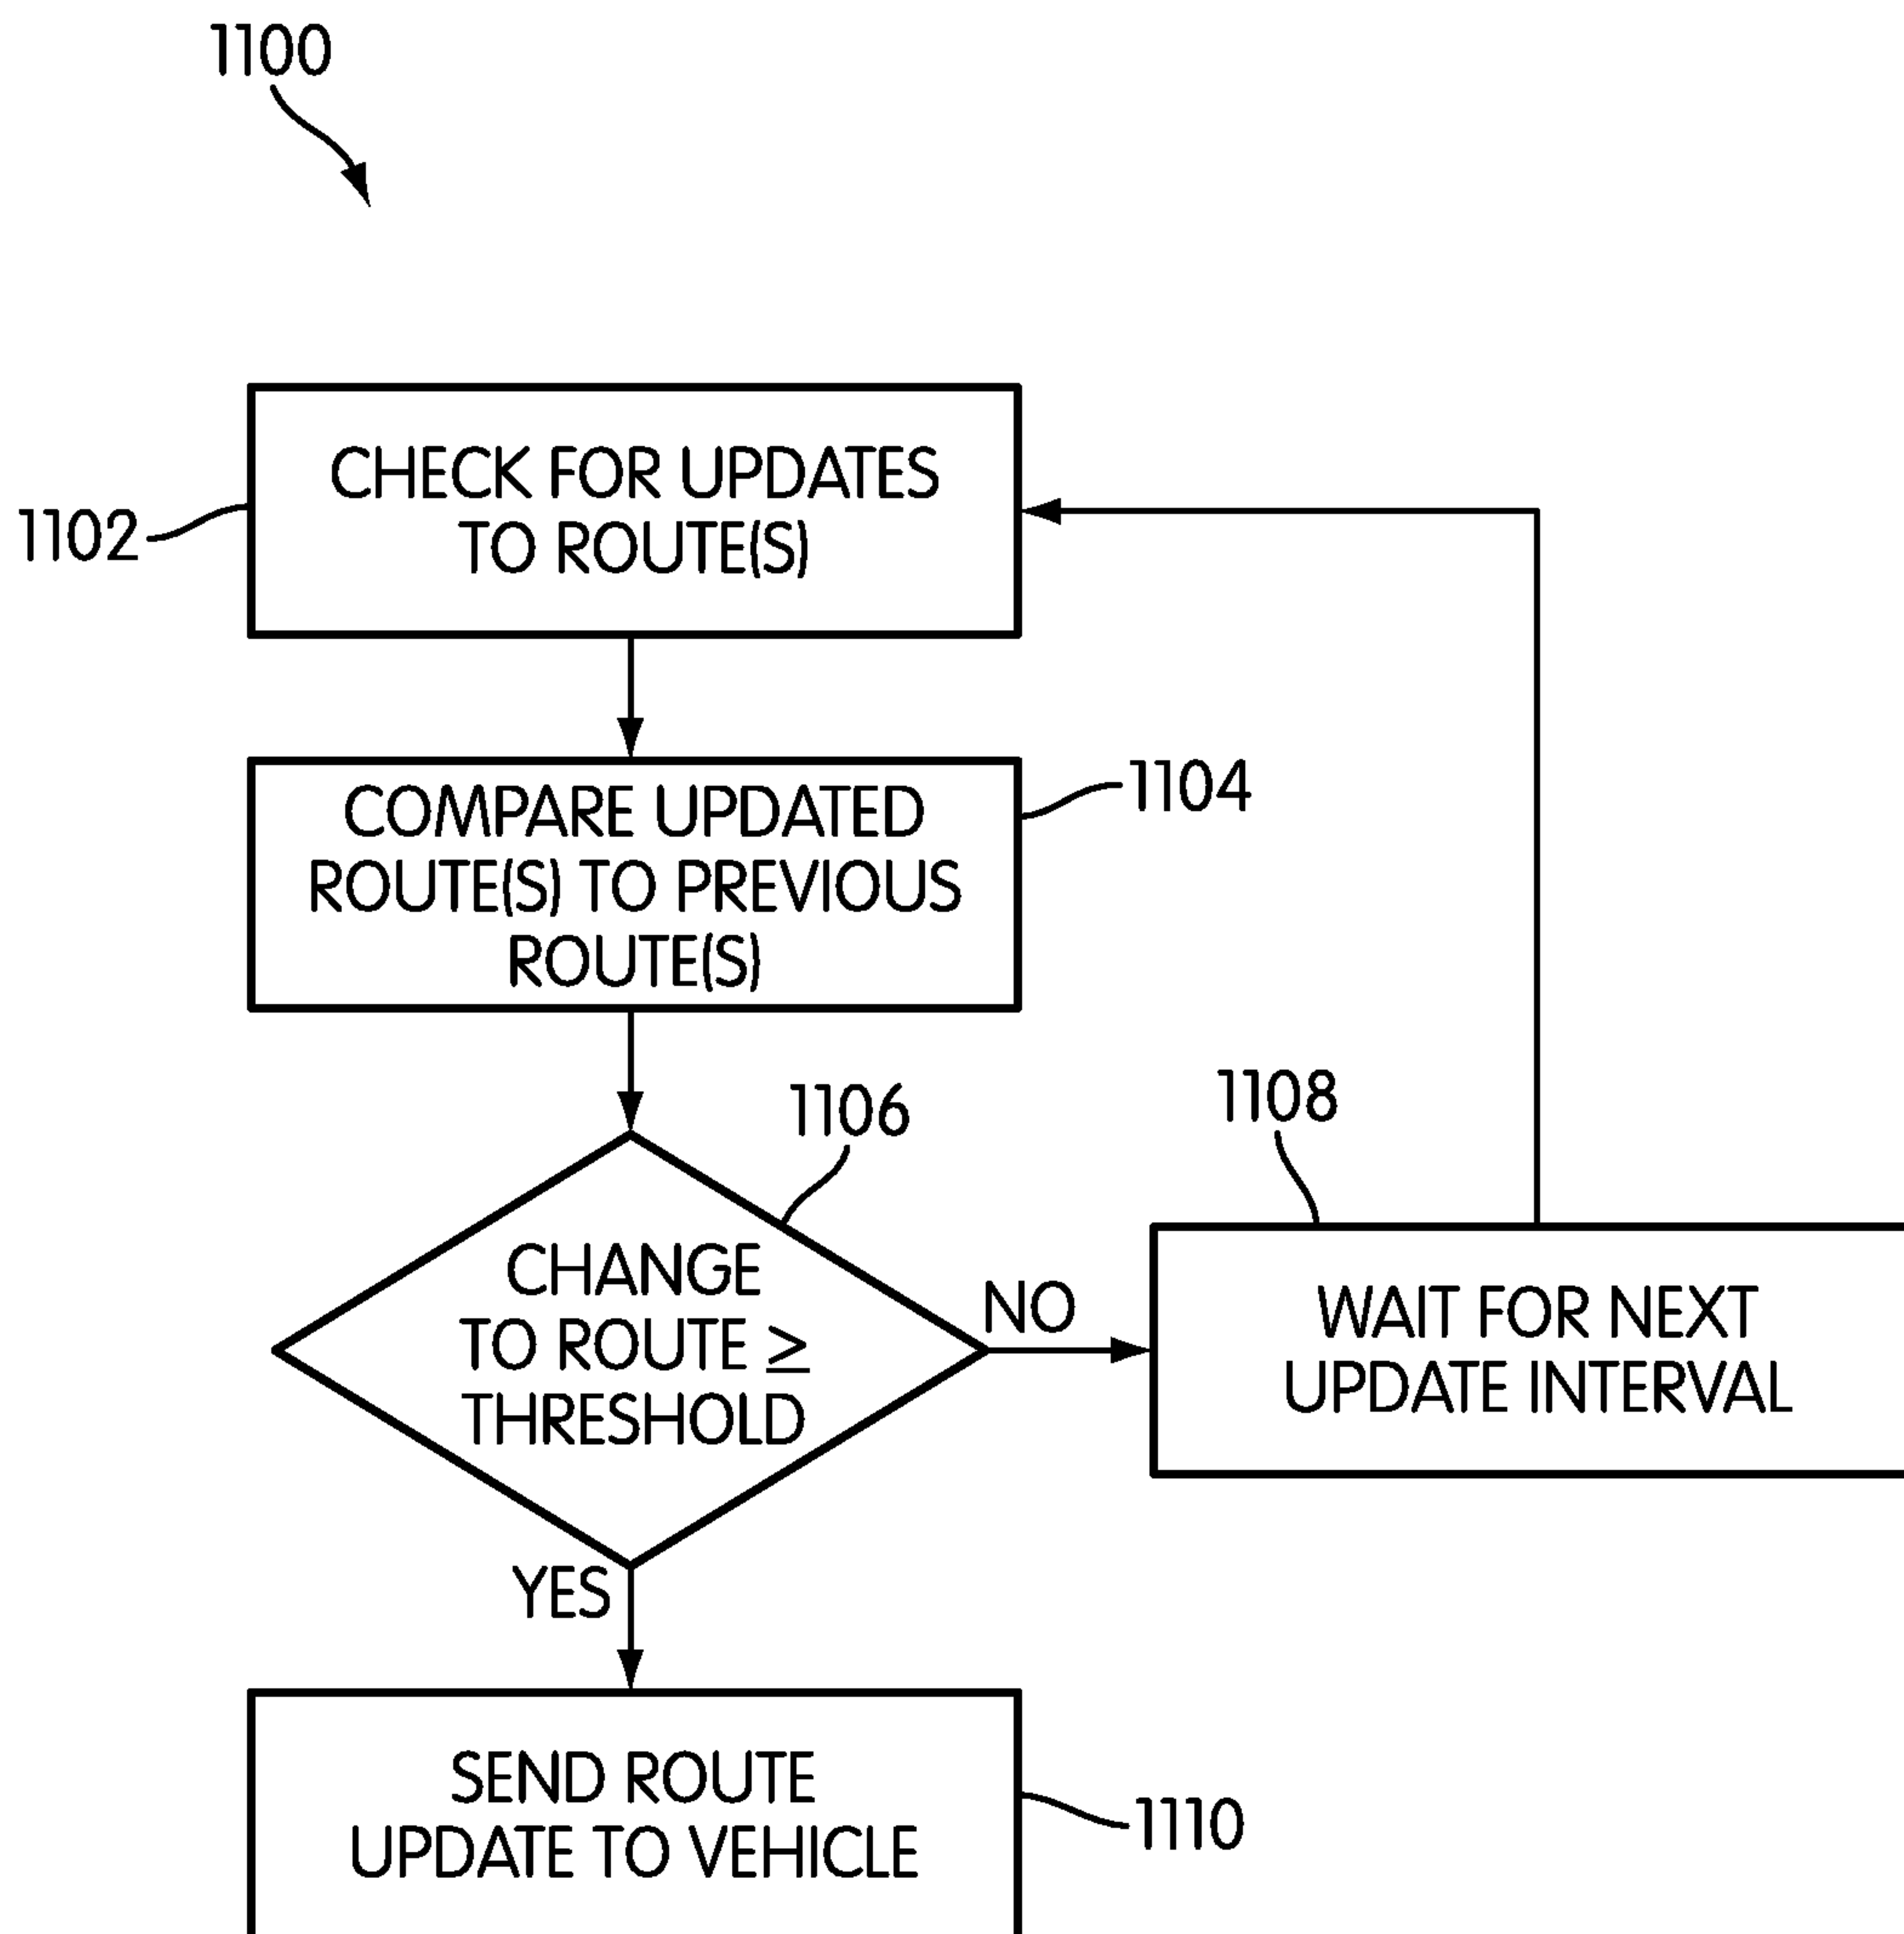 1100
CHECK FOR UPDATES
TO ROUTE(S)
1102
COMPARE UPDATED
ROUTE(S) TO PREVIOUS
ROUTE(S)
1104
1106
CHANGE
TO ROUTE ≥
THRESHOLD
NO
1108
WAIT FOR NEXT
UPDATE INTERVAL
YES
SEND ROUTE
UPDATE TO VEHICLE
1110